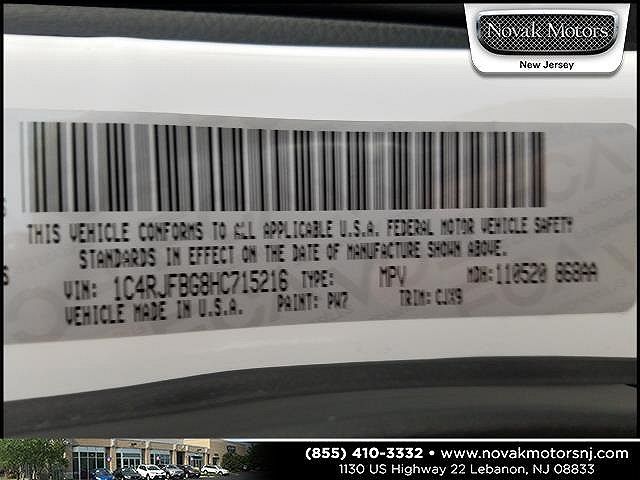 Novak Motors
New Jersey
THIS VEHICLE CONFORMS TO ALL APPLICABLE U.S.A. FEDERAL MOTOR VEHICLE SAFETY
STANDARDS IN EFFECT ON THE DATE OF MANUFACTURE SHOWN ABOVE.
VIN: 1C4RJFBG8HC715216 TYPE: MPV MDH: 110520 868AA
VEHICLE MADE IN U.S.A. PAINT: PW7 TRIM: CJX9
(855) 410-3332 • www.novakmotorsnj.com
1130 US Highway 22 Lebanon, NJ 08833